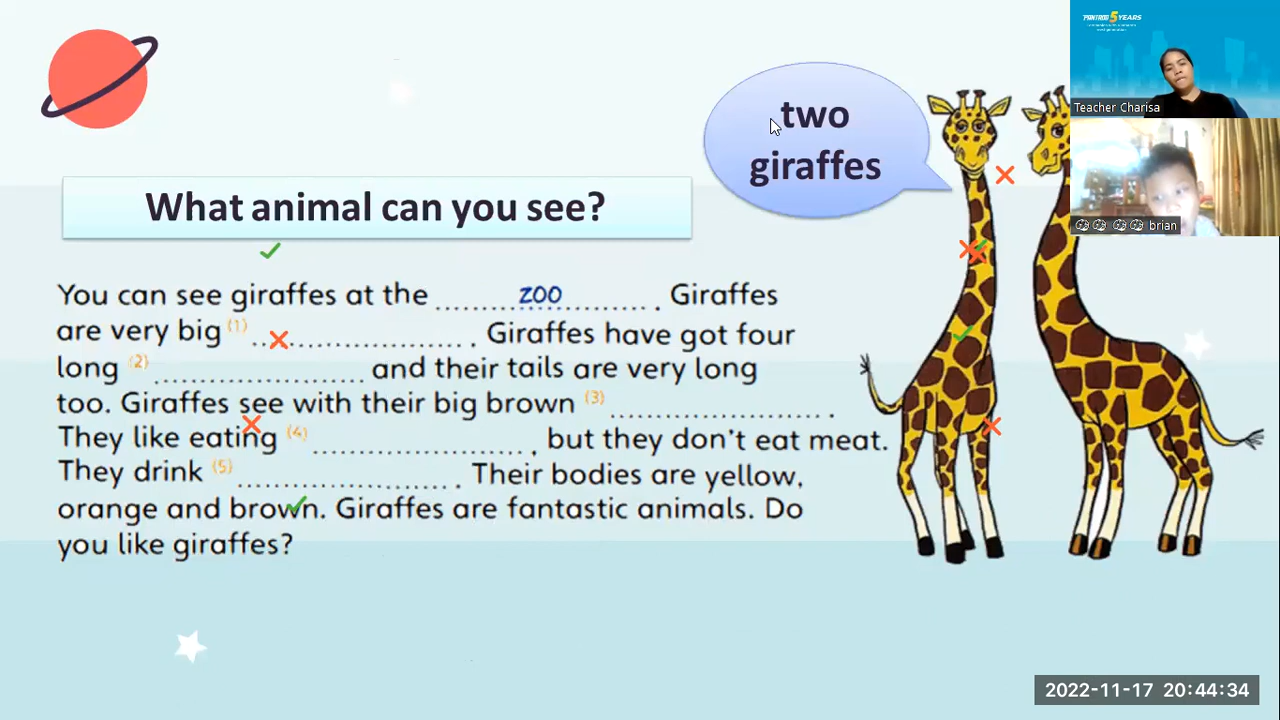 PANTROG 5 YEARS
Teacher Charisa
brian
two
giraffes
What animal can you see?
You can see giraffes at the ......zoo...... . Giraffes
are very big (1) .................... . Giraffes have got four
long (2) .................... and their tails are very long
too. Giraffes see with their big brown (3) .................... .
They like eating (4) .................... , but they don't eat meat.
They drink (5) .................... . Their bodies are yellow,
orange and brown. Giraffes are fantastic animals. Do
you like giraffes?
2022-11-17 20:44:34